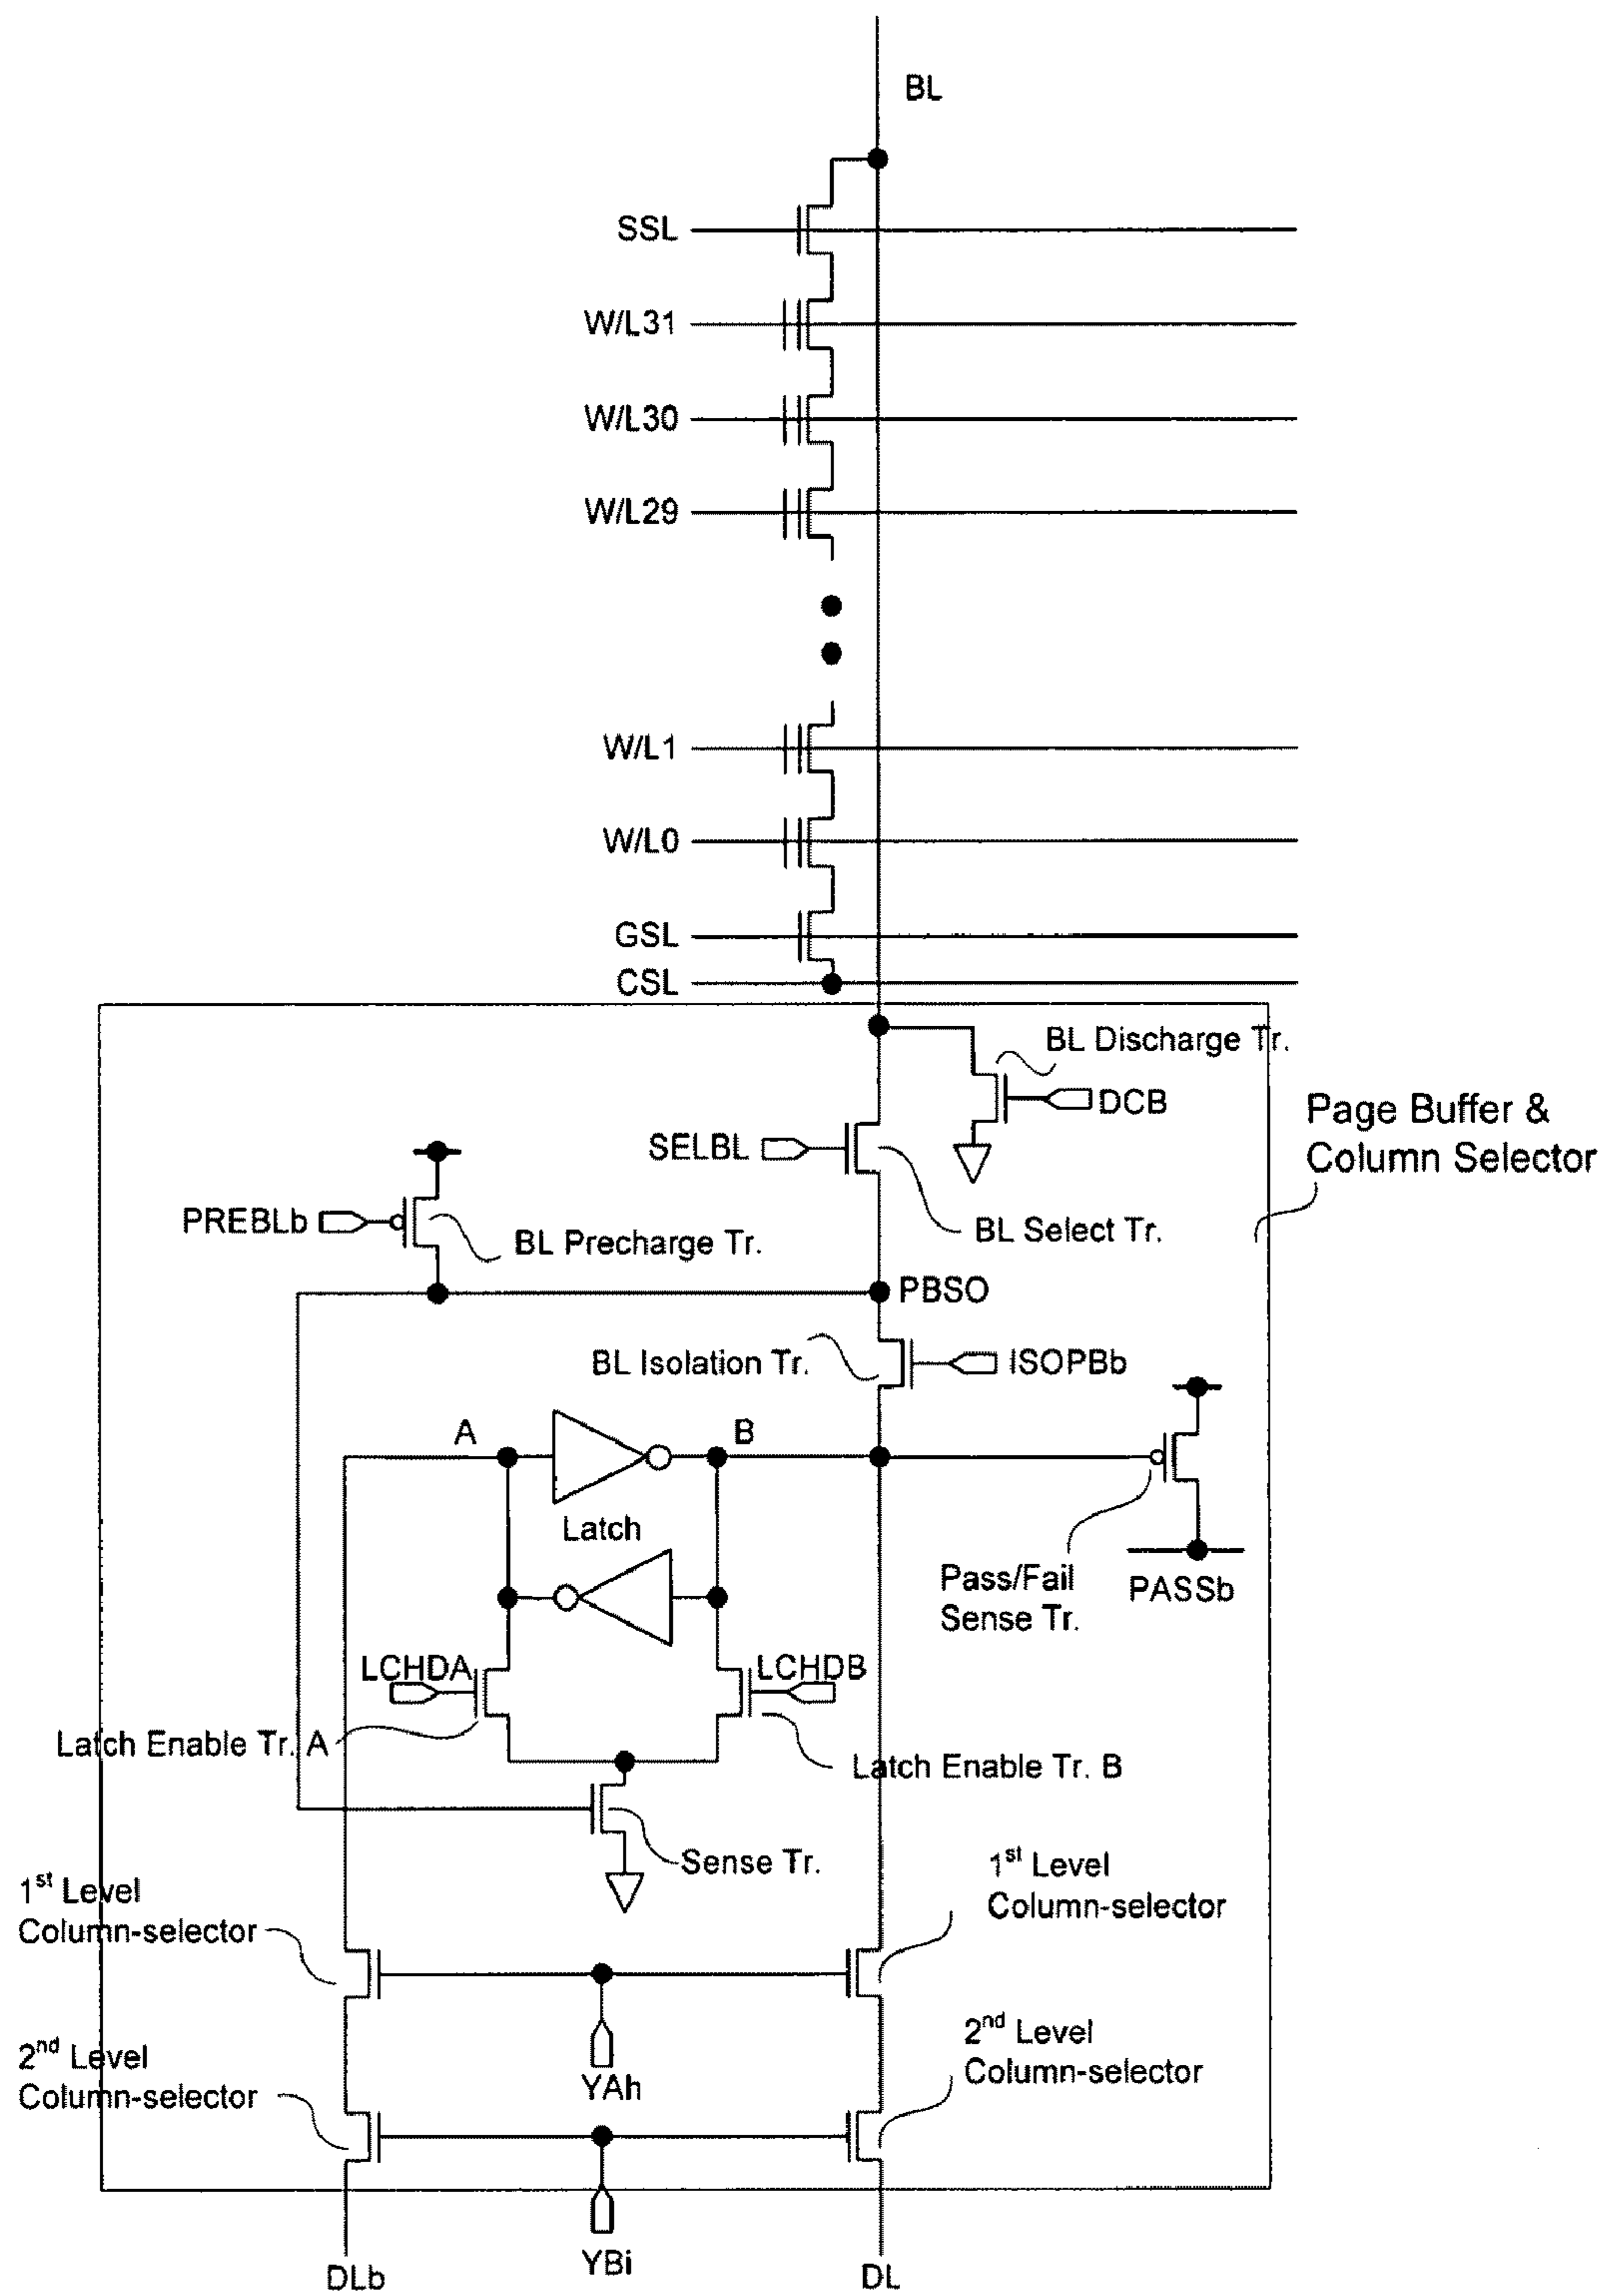 BL
SSL
W/L31
W/L30
W/L29
W/L1
W/L0
GSL
CSL
BL Discharge Tr.
DCB
Page Buffer &
Column Selector
SELBL
PREBLb
BL Select Tr.
BL Precharge Tr.
PBSO
BL Isolation Tr.
ISOPBb
A
B
Latch
Pass/Fail
Sense Tr.
PASSb
LCHDA
LCHDB
Latch Enable Tr. A
Latch Enable Tr. B
Sense Tr.
1st Level
Column-selector
1st Level
Column-selector
2nd Level
Column-selector
2nd Level
Column-selector
YAh
YBi
DLb
DL